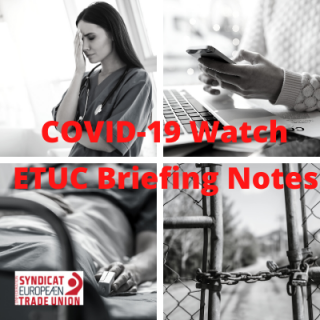 COVID-19 Watch
ETUC Briefing Notes
SYNDICAT
EUROPÉEN
TRADE UNION